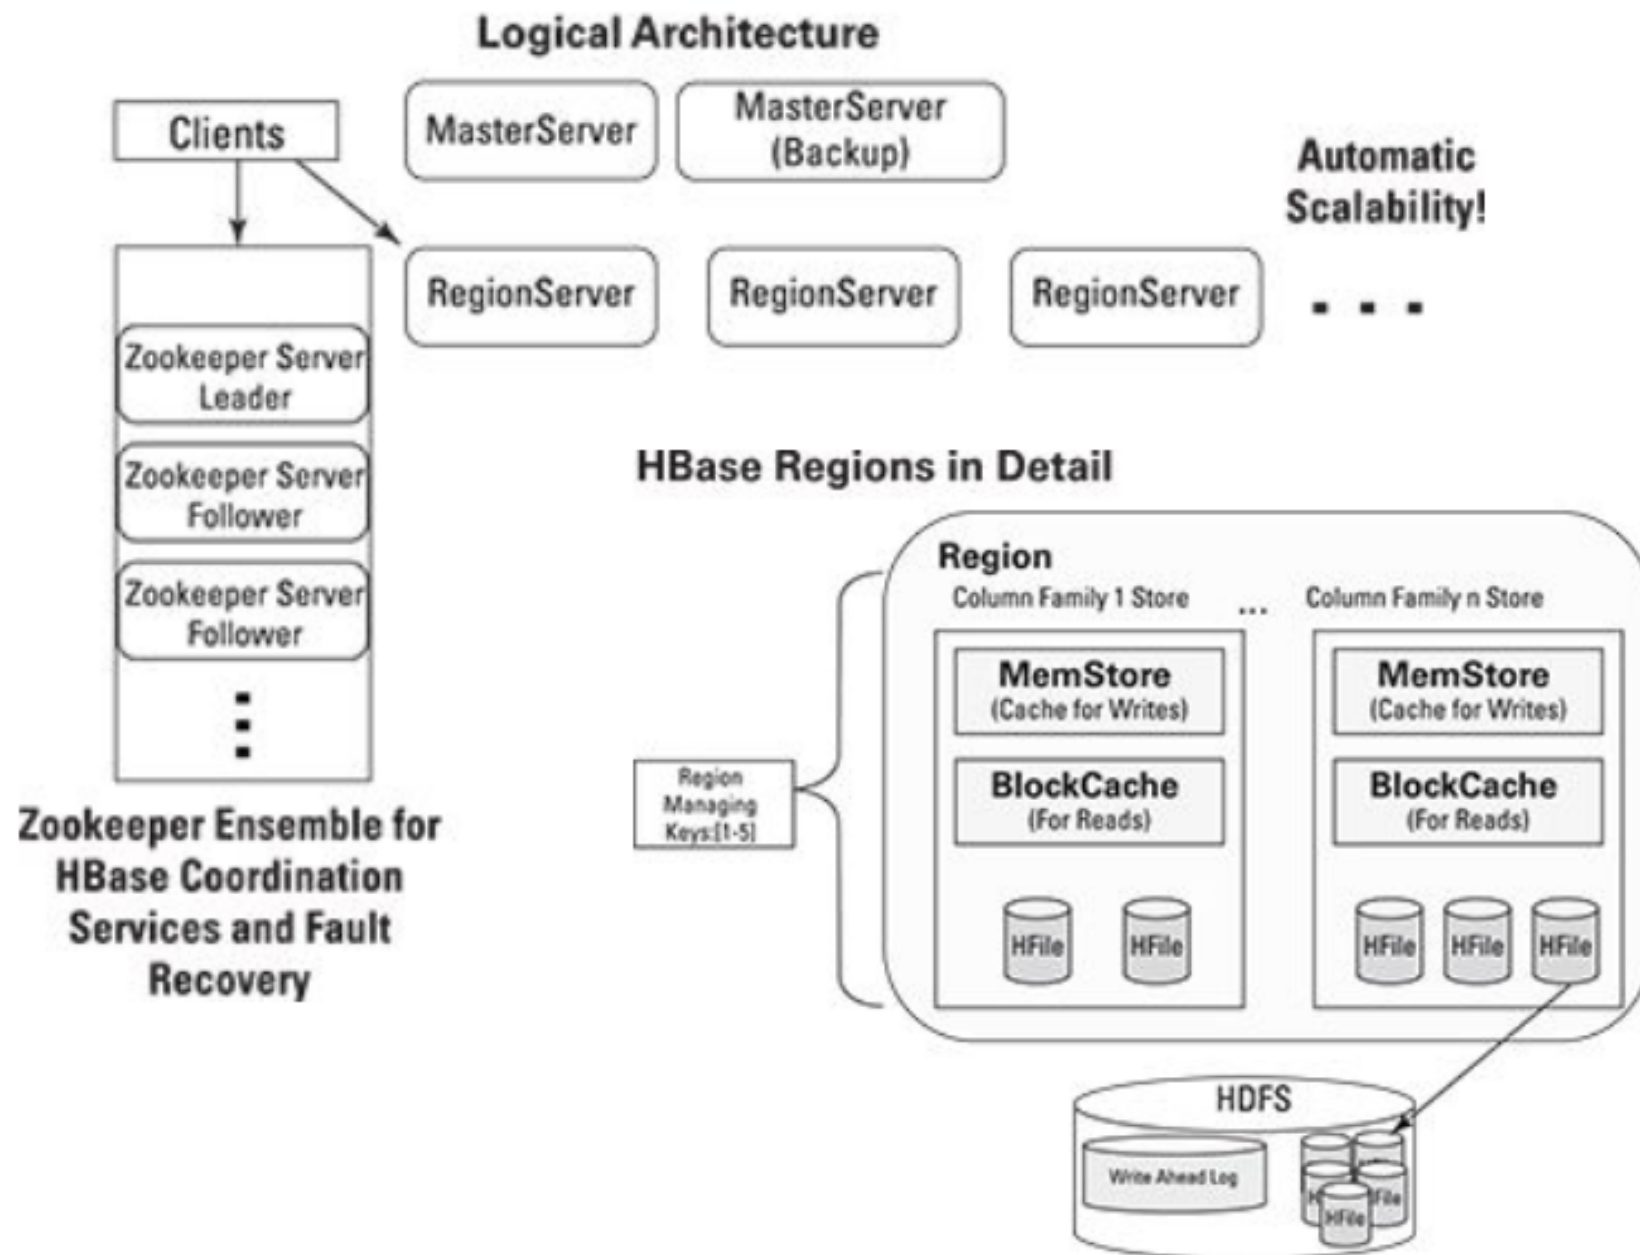 Logical Architecture
Clients
MasterServer
MasterServer
(Backup)
Automatic
Scalability!
RegionServer
RegionServer
RegionServer
...
Zookeeper Server
Leader
Zookeeper Server
Follower
Zookeeper Server
Follower
Zookeeper Ensemble for
HBase Coordination
Services and Fault
Recovery
HBase Regions in Detail
Region
Column Family 1 Store
...
Column Family n Store
MemStore
(Cache for Writes)
BlockCache
(For Reads)
HFile
HFile
MemStore
(Cache for Writes)
BlockCache
(For Reads)
HFile
HFile
HFile
Region
Managing
Keys:[1-5]
HDFS
Write Ahead Log
HFile